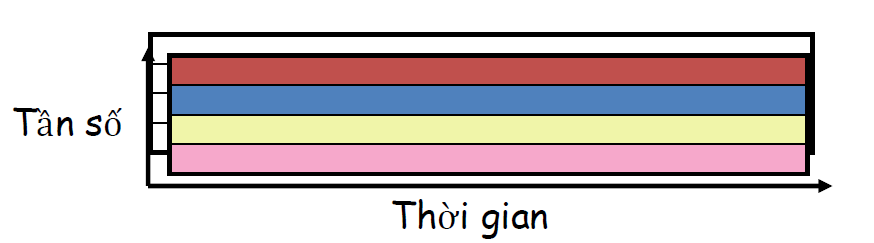 Tần số
Thời gian